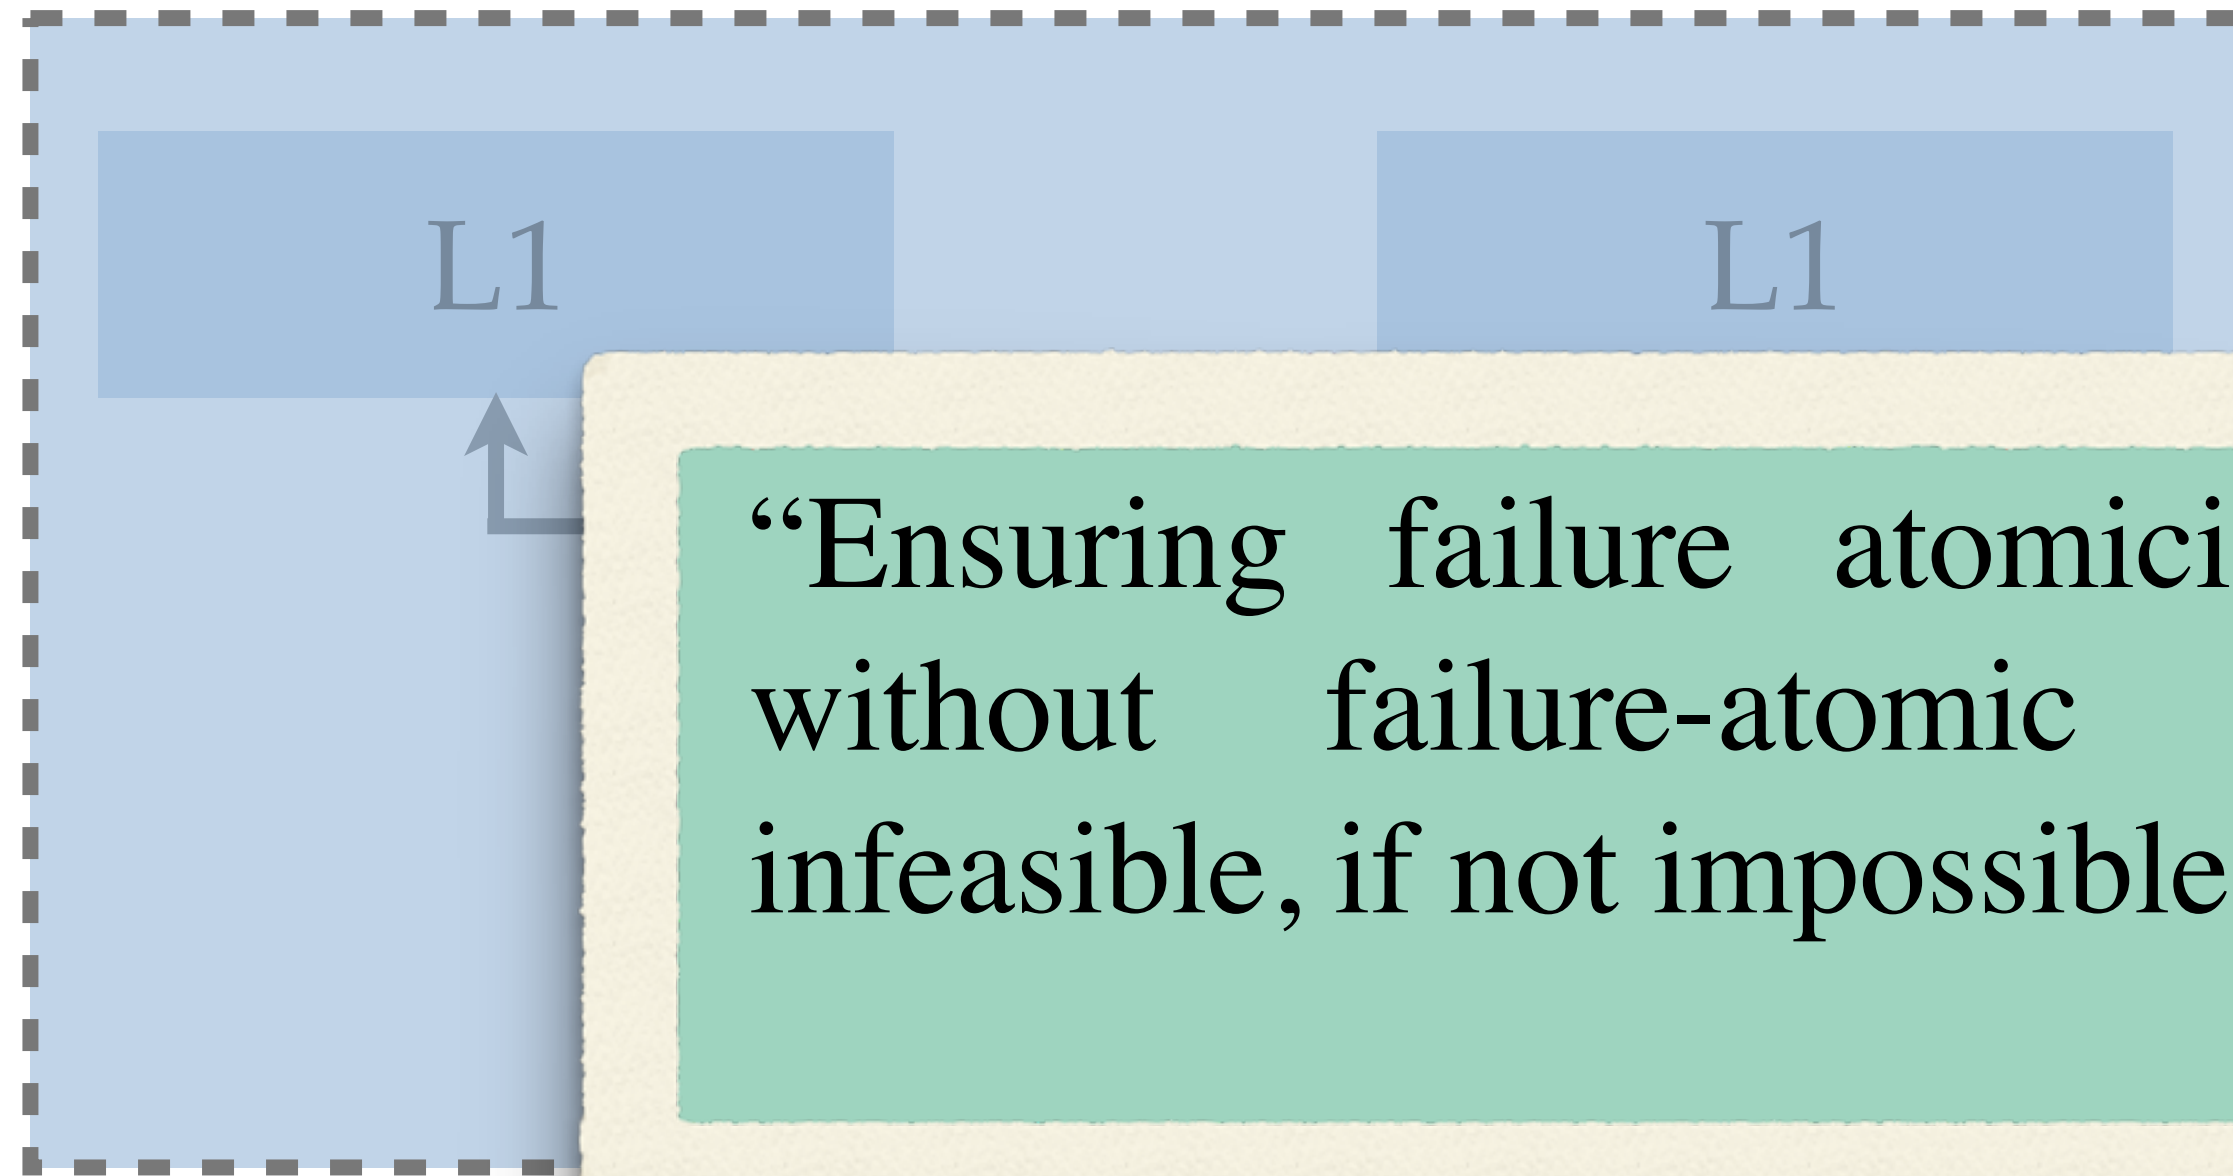 L1 L1
“Ensuring failure atomici
without failure-atomic
infeasible, if not impossible